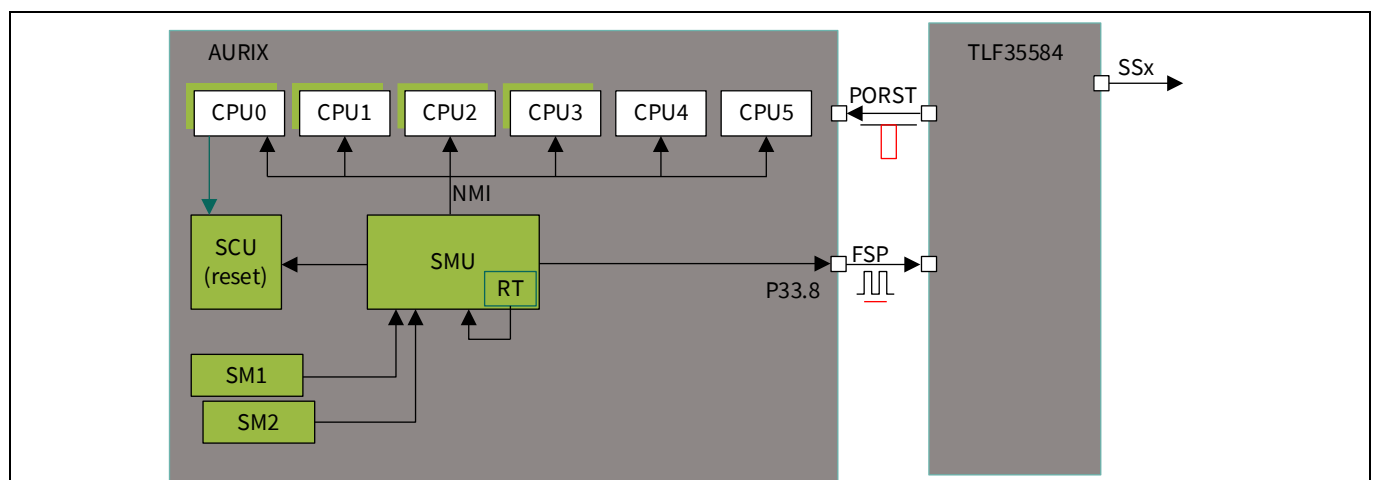 AURIX
TLF35584
SSx
CPU0 CPU1 CPU2 CPU3 CPU4 CPU5
PORST
NMI
SCU
(reset)
SMU
RT
FSP
P33.8
SM1
SM2